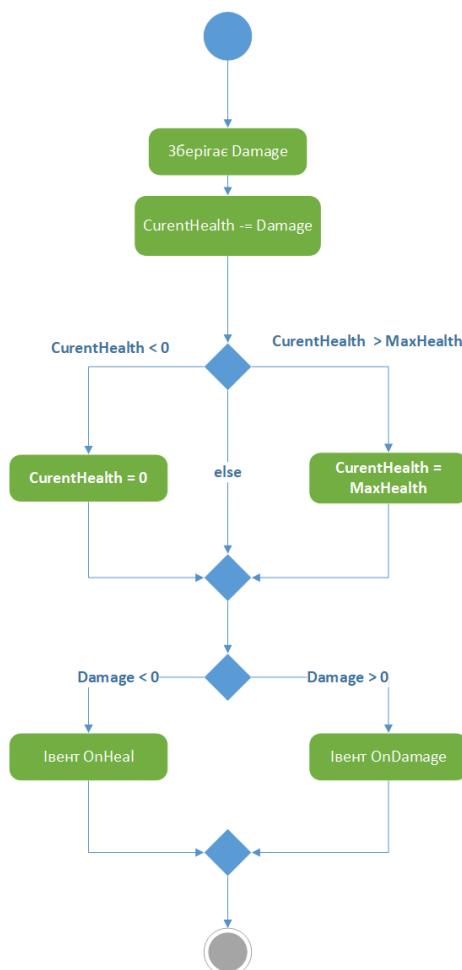 Зберігає Damage
CurentHealth -= Damage
CurentHealth < 0
CurentHealth > MaxHealth
CurentHealth = 0
else
CurentHealth =
MaxHealth
Damage < 0
Damage > 0
Івент OnHeal
Івент OnDamage